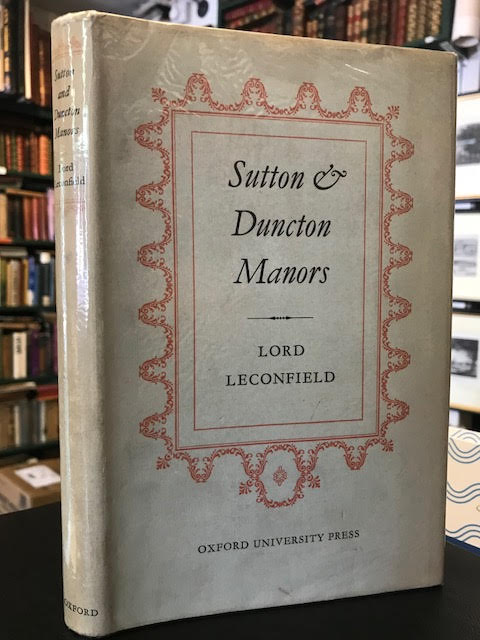 Sutton
and
Duncton
Manors
Lord
Leconfield
OXFORD
Sutton &
Duncton
Manors
LORD
LECONFIELD
OXFORD UNIVERSITY PRESS